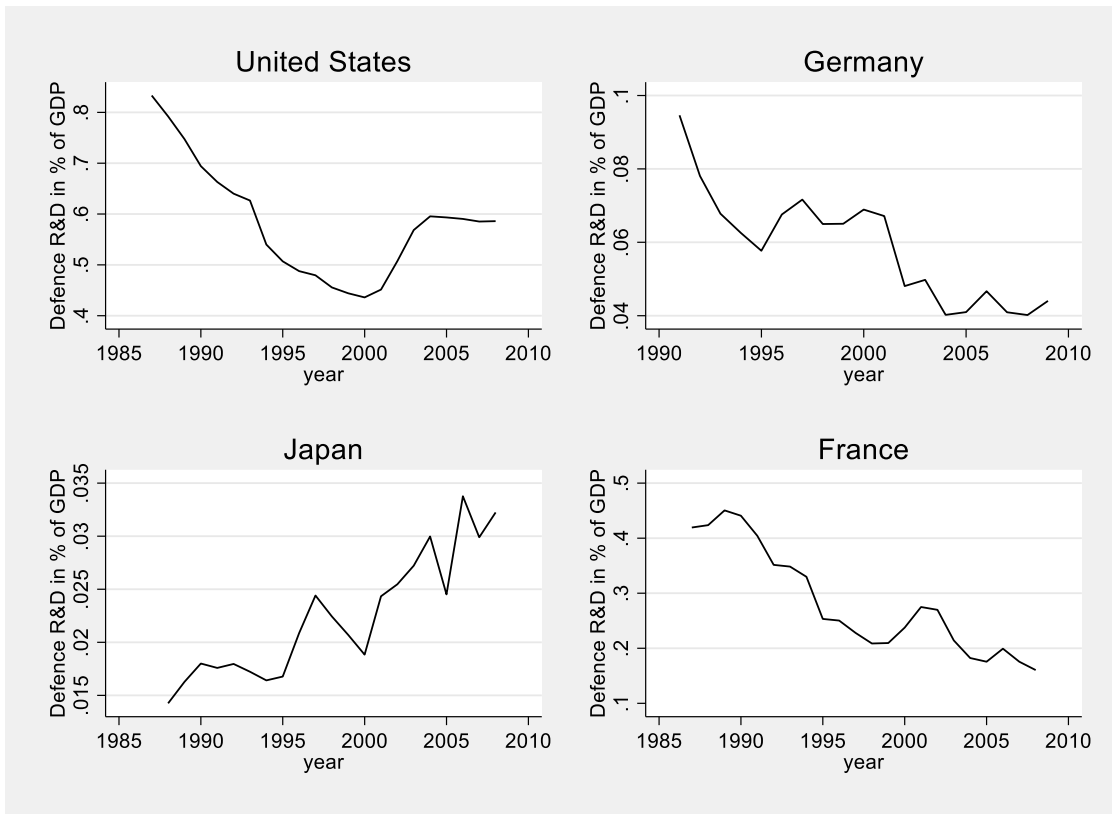 United States
Defence R&D in % of GDP
.8
.7
.6
.5
.4
1985 1990 1995 2000 2005 2010
year
Germany
Defence R&D in % of GDP
.1
.08
.06
.04
1990 1995 2000 2005 2010
year
Japan
Defence R&D in % of GDP
.035
.03
.025
.02
.015
1985 1990 1995 2000 2005 2010
year
France
Defence R&D in % of GDP
.5
.4
.3
.2
.1
1985 1990 1995 2000 2005 2010
year